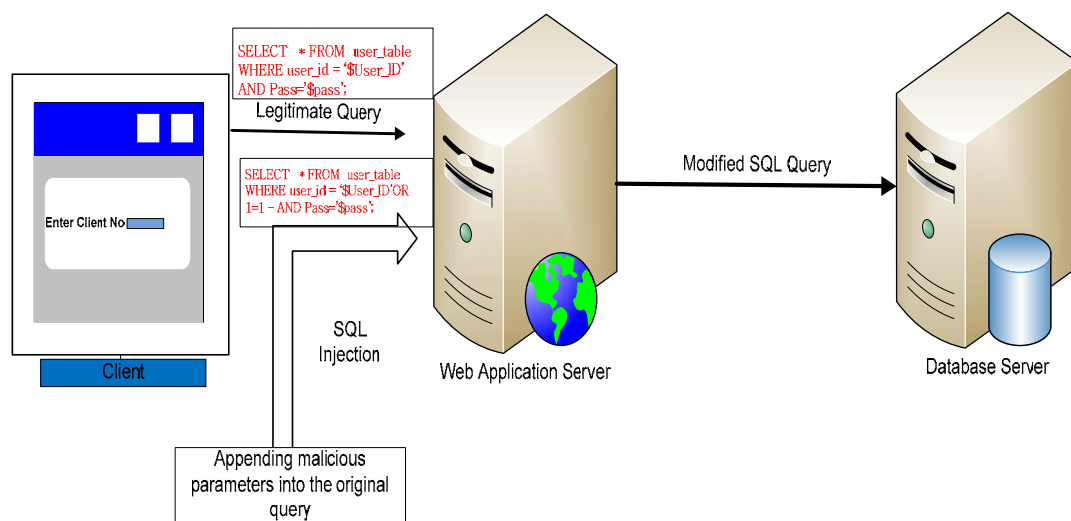 SELECT * FROM user_table
WHERE user_id = '$User_ID'
AND Pass='$pass';
Legitimate Query
SELECT * FROM user_table
WHERE user_id = '$User_ID'OR
1=1 – AND Pass='$pass';
Enter Client No
Modified SQL Query
SQL
Injection
Client
Web Application Server
Database Server
Appending malicious
parameters into the original
query